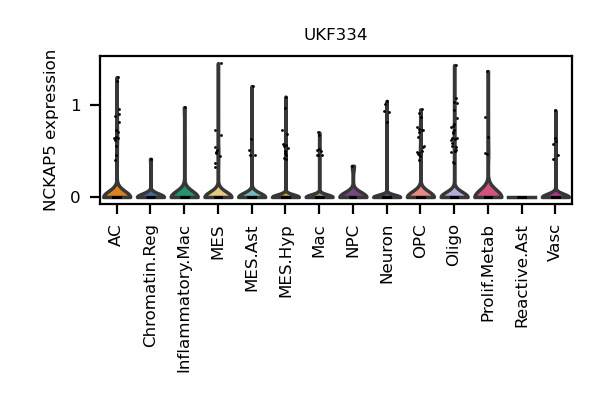 UKF334
NCKAP5 expression
1
0
AC
Chromatin.Reg
Inflammatory.Mac
MES
MES.Ast
MES.Hyp
Mac
NPC
Neuron
OPC
Oligo
Prolif.Metab
Reactive.Ast
Vasc